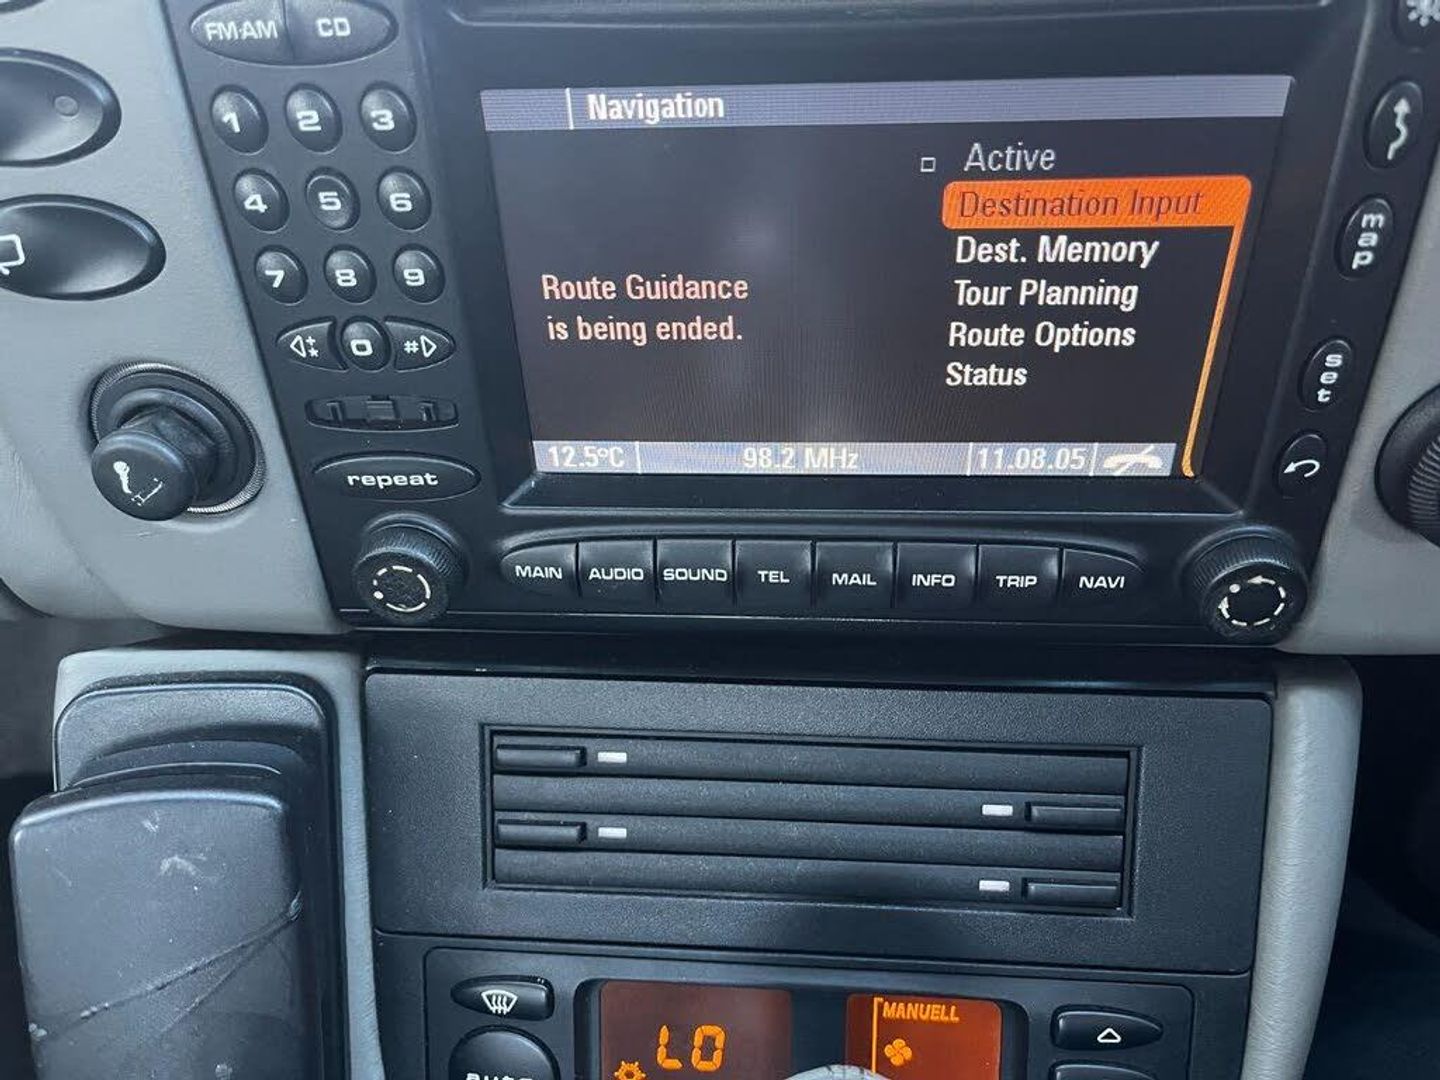 FM·AM CD
1 2 3
4 5 6
7 8 9
* 0 #
repeat
Navigation
Active
Destination Input
Dest. Memory
Tour Planning
Route Options
Status
Route Guidance
is being ended.
12.5°C 98.2 MHz 11.08.05
map
set
MAIN AUDIO SOUND TEL MAIL INFO TRIP NAVI
LO
MANUELL
auto